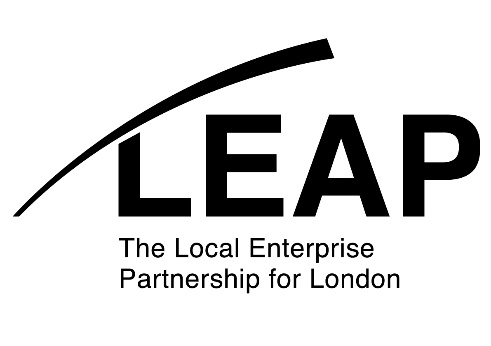 LEAP
The Local Enterprise
Partnership for London